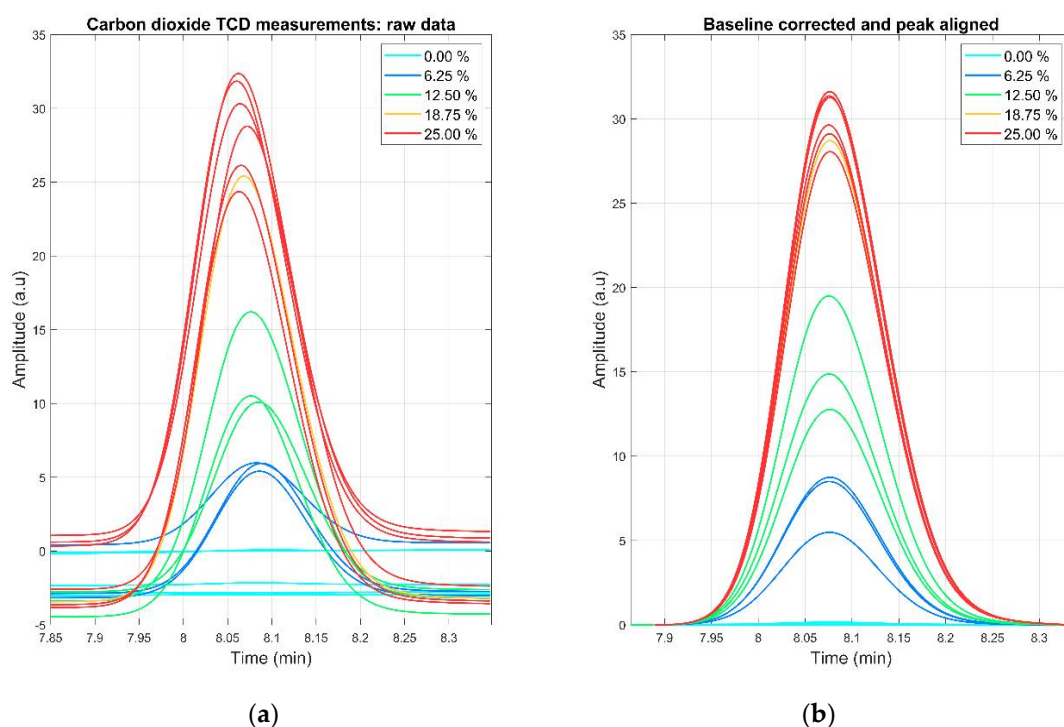 Carbon dioxide TCD measurements: raw data
35
30
25
20
15
10
5
0
-5
Amplitude (a.u)
0.00 %
6.25 %
12.50 %
18.75 %
25.00 %
7.85 7.9 7.95 8 8.05 8.1 8.15 8.2 8.25 8.3
Time (min)
(a)
Baseline corrected and peak aligned
35
30
25
20
15
10
5
0
Amplitude (a.u)
0.00 %
6.25 %
12.50 %
18.75 %
25.00 %
7.9 7.95 8 8.05 8.1 8.15 8.2 8.25 8.3
Time (min)
(b)